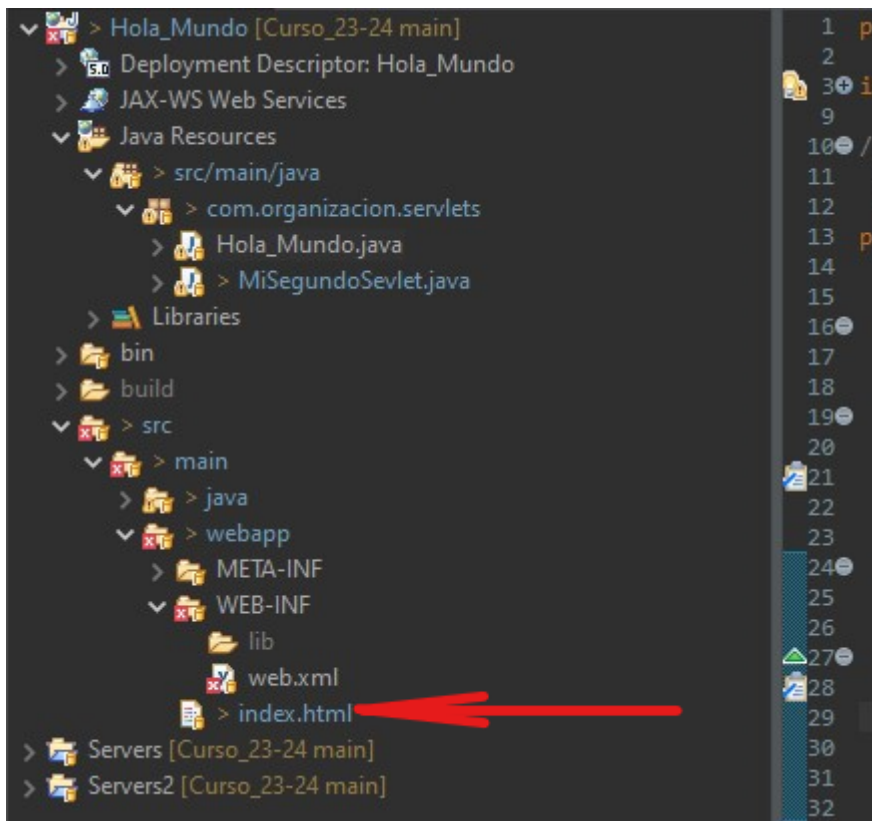 > Hola_Mundo [Curso_23-24 main]
Deployment Descriptor: Hola_Mundo
JAX-WS Web Services
Java Resources
> src/main/java
> com.organizacion.servlets
Hola_Mundo.java
> MiSegundoSevlet.java
Libraries
bin
build
> src
> main
> java
> webapp
META-INF
WEB-INF
lib
web.xml
> index.html
Servers [Curso_23-24 main]
Servers2 [Curso_23-24 main]
1 p
2
3 i
9
10 /
11
12
13 p
14
15
16
17
18
19
20
21
22
23
24
25
26
27
28
29
30
31
32